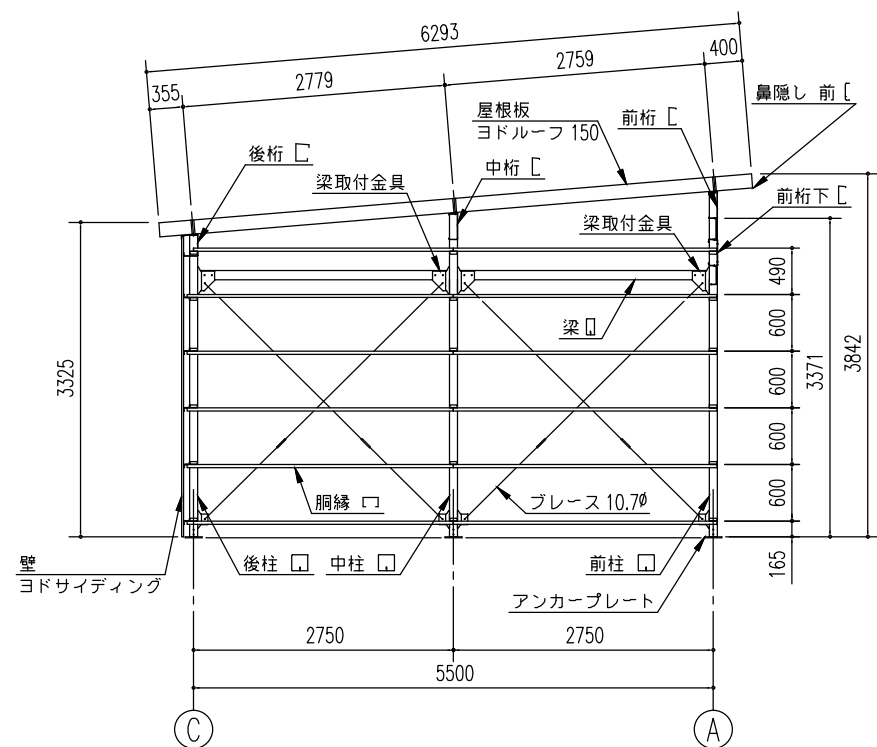 6293
355
2779
2759
400
鼻隠し 前
屋根板
ヨドルーフ 150
前桁
後桁
中桁
梁取付金具
前桁下
梁取付金具
490
梁
600
3325
600
3371
3842
600
600
胴縁
ブレース 10.7φ
165
壁
ヨドサイディング
後柱
中柱
前柱
アンカープレート
2750
2750
5500
C
A